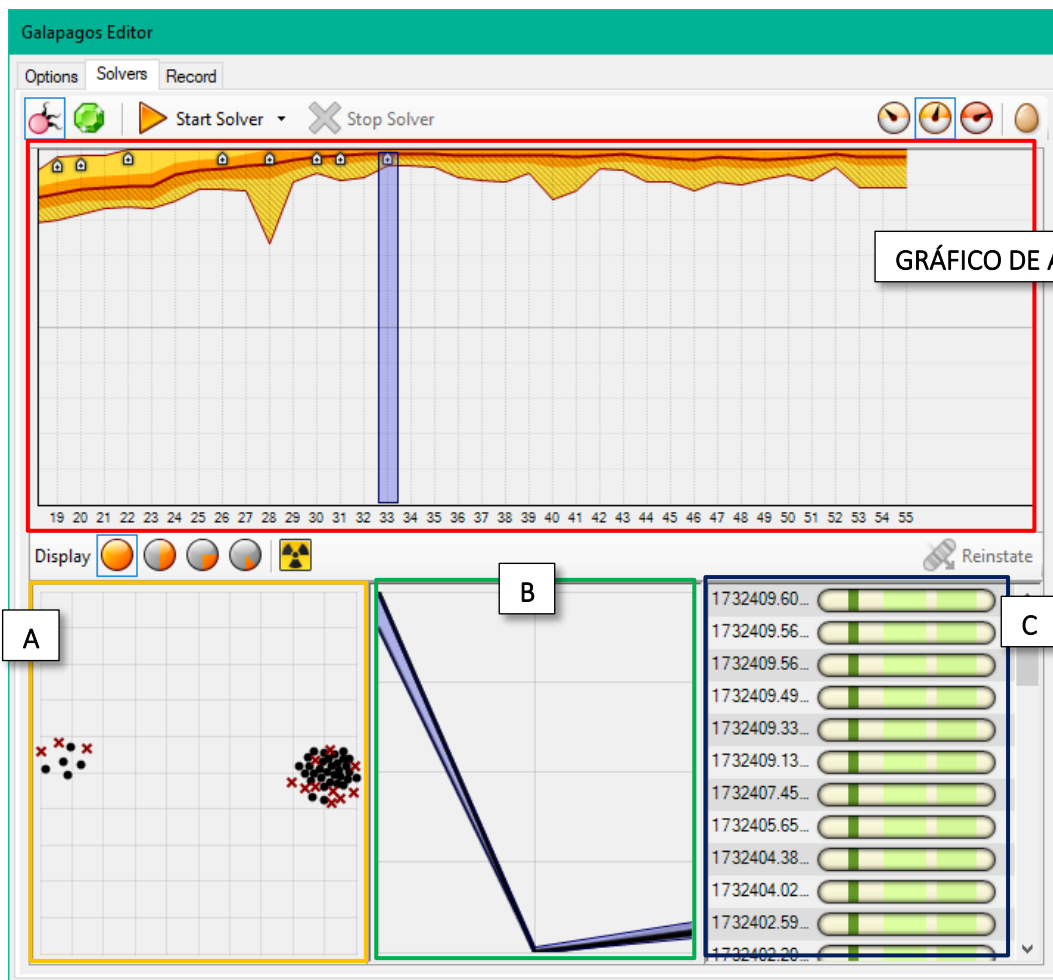 Galapagos Editor
Options Solvers Record
Start Solver Stop Solver
GRÁFICO DE A
19 20 21 22 23 24 25 26 27 28 29 30 31 32 33 34 35 36 37 38 39 40 41 42 43 44 45 46 47 48 49 50 51 52 53 54 55
Display Reinstate
A
B
C
1732409.60...
1732409.56...
1732409.56...
1732409.49...
1732409.33...
1732409.13...
1732407.45...
1732405.65...
1732404.38...
1732404.02...
1732402.59...
1732402.20...